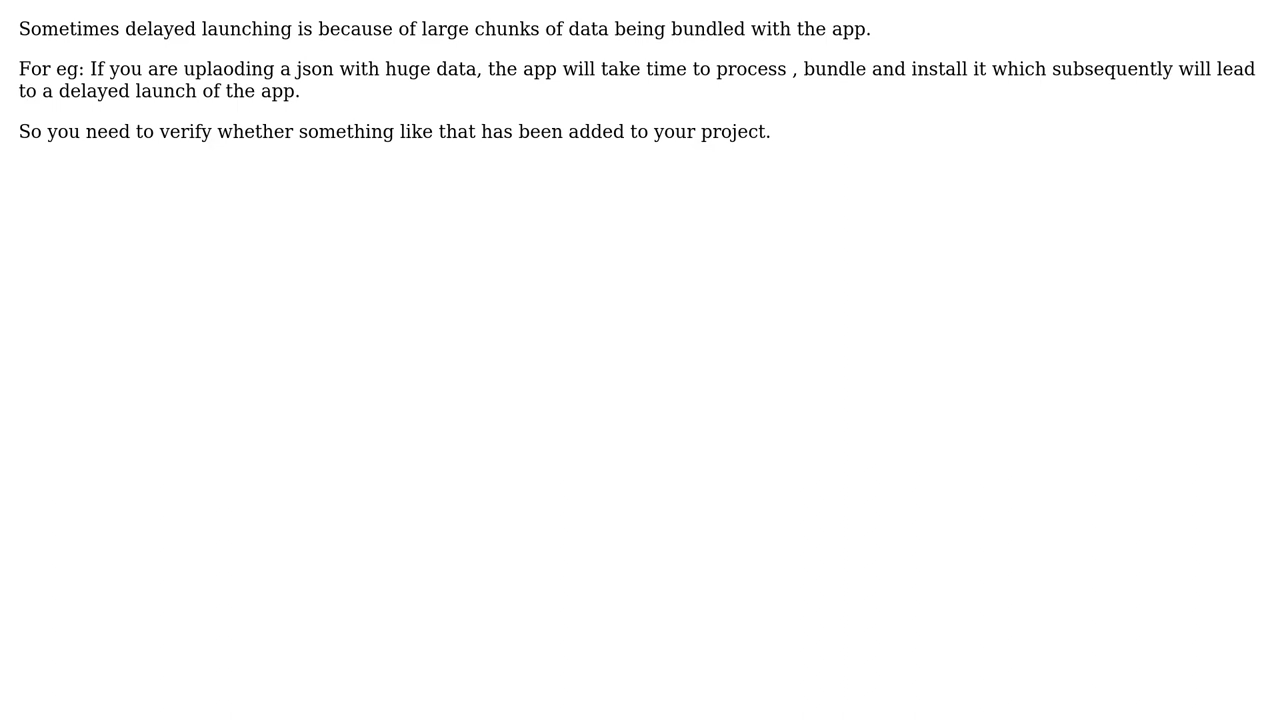 Sometimes delayed launching is because of large chunks of data being bundled with the app.
For eg: If you are uplaoding a json with huge data, the app will take time to process , bundle and install it which subsequently will lead
to a delayed launch of the app.
So you need to verify whether something like that has been added to your project.